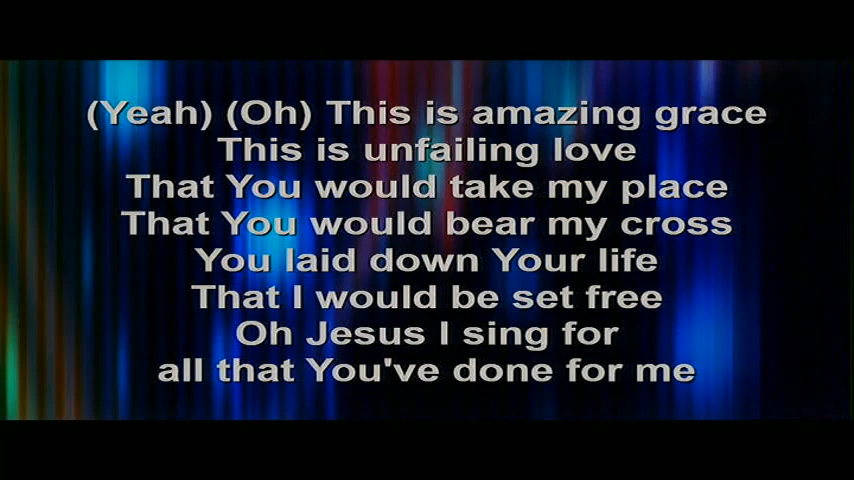 (Yeah) (Oh) This is amazing grace
This is unfailing love
That You would take my place
That You would bear my cross
You laid down Your life
That I would be set free
Oh Jesus I sing for
all that You've done for me